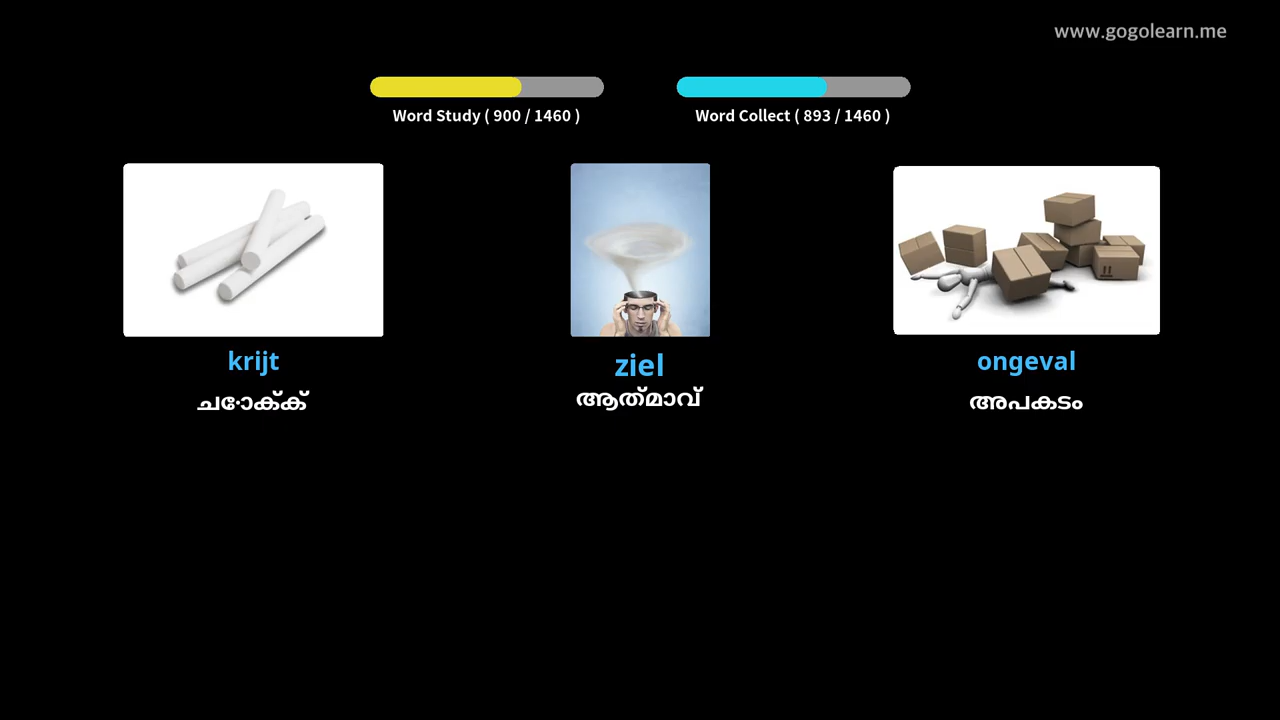 www.gogolearn.me
Word Study ( 900 / 1460 )
Word Collect ( 893 / 1460 )
krijt
ziel
ongeval
ചോക്ക്
ആത്മാവ്
അപകടം